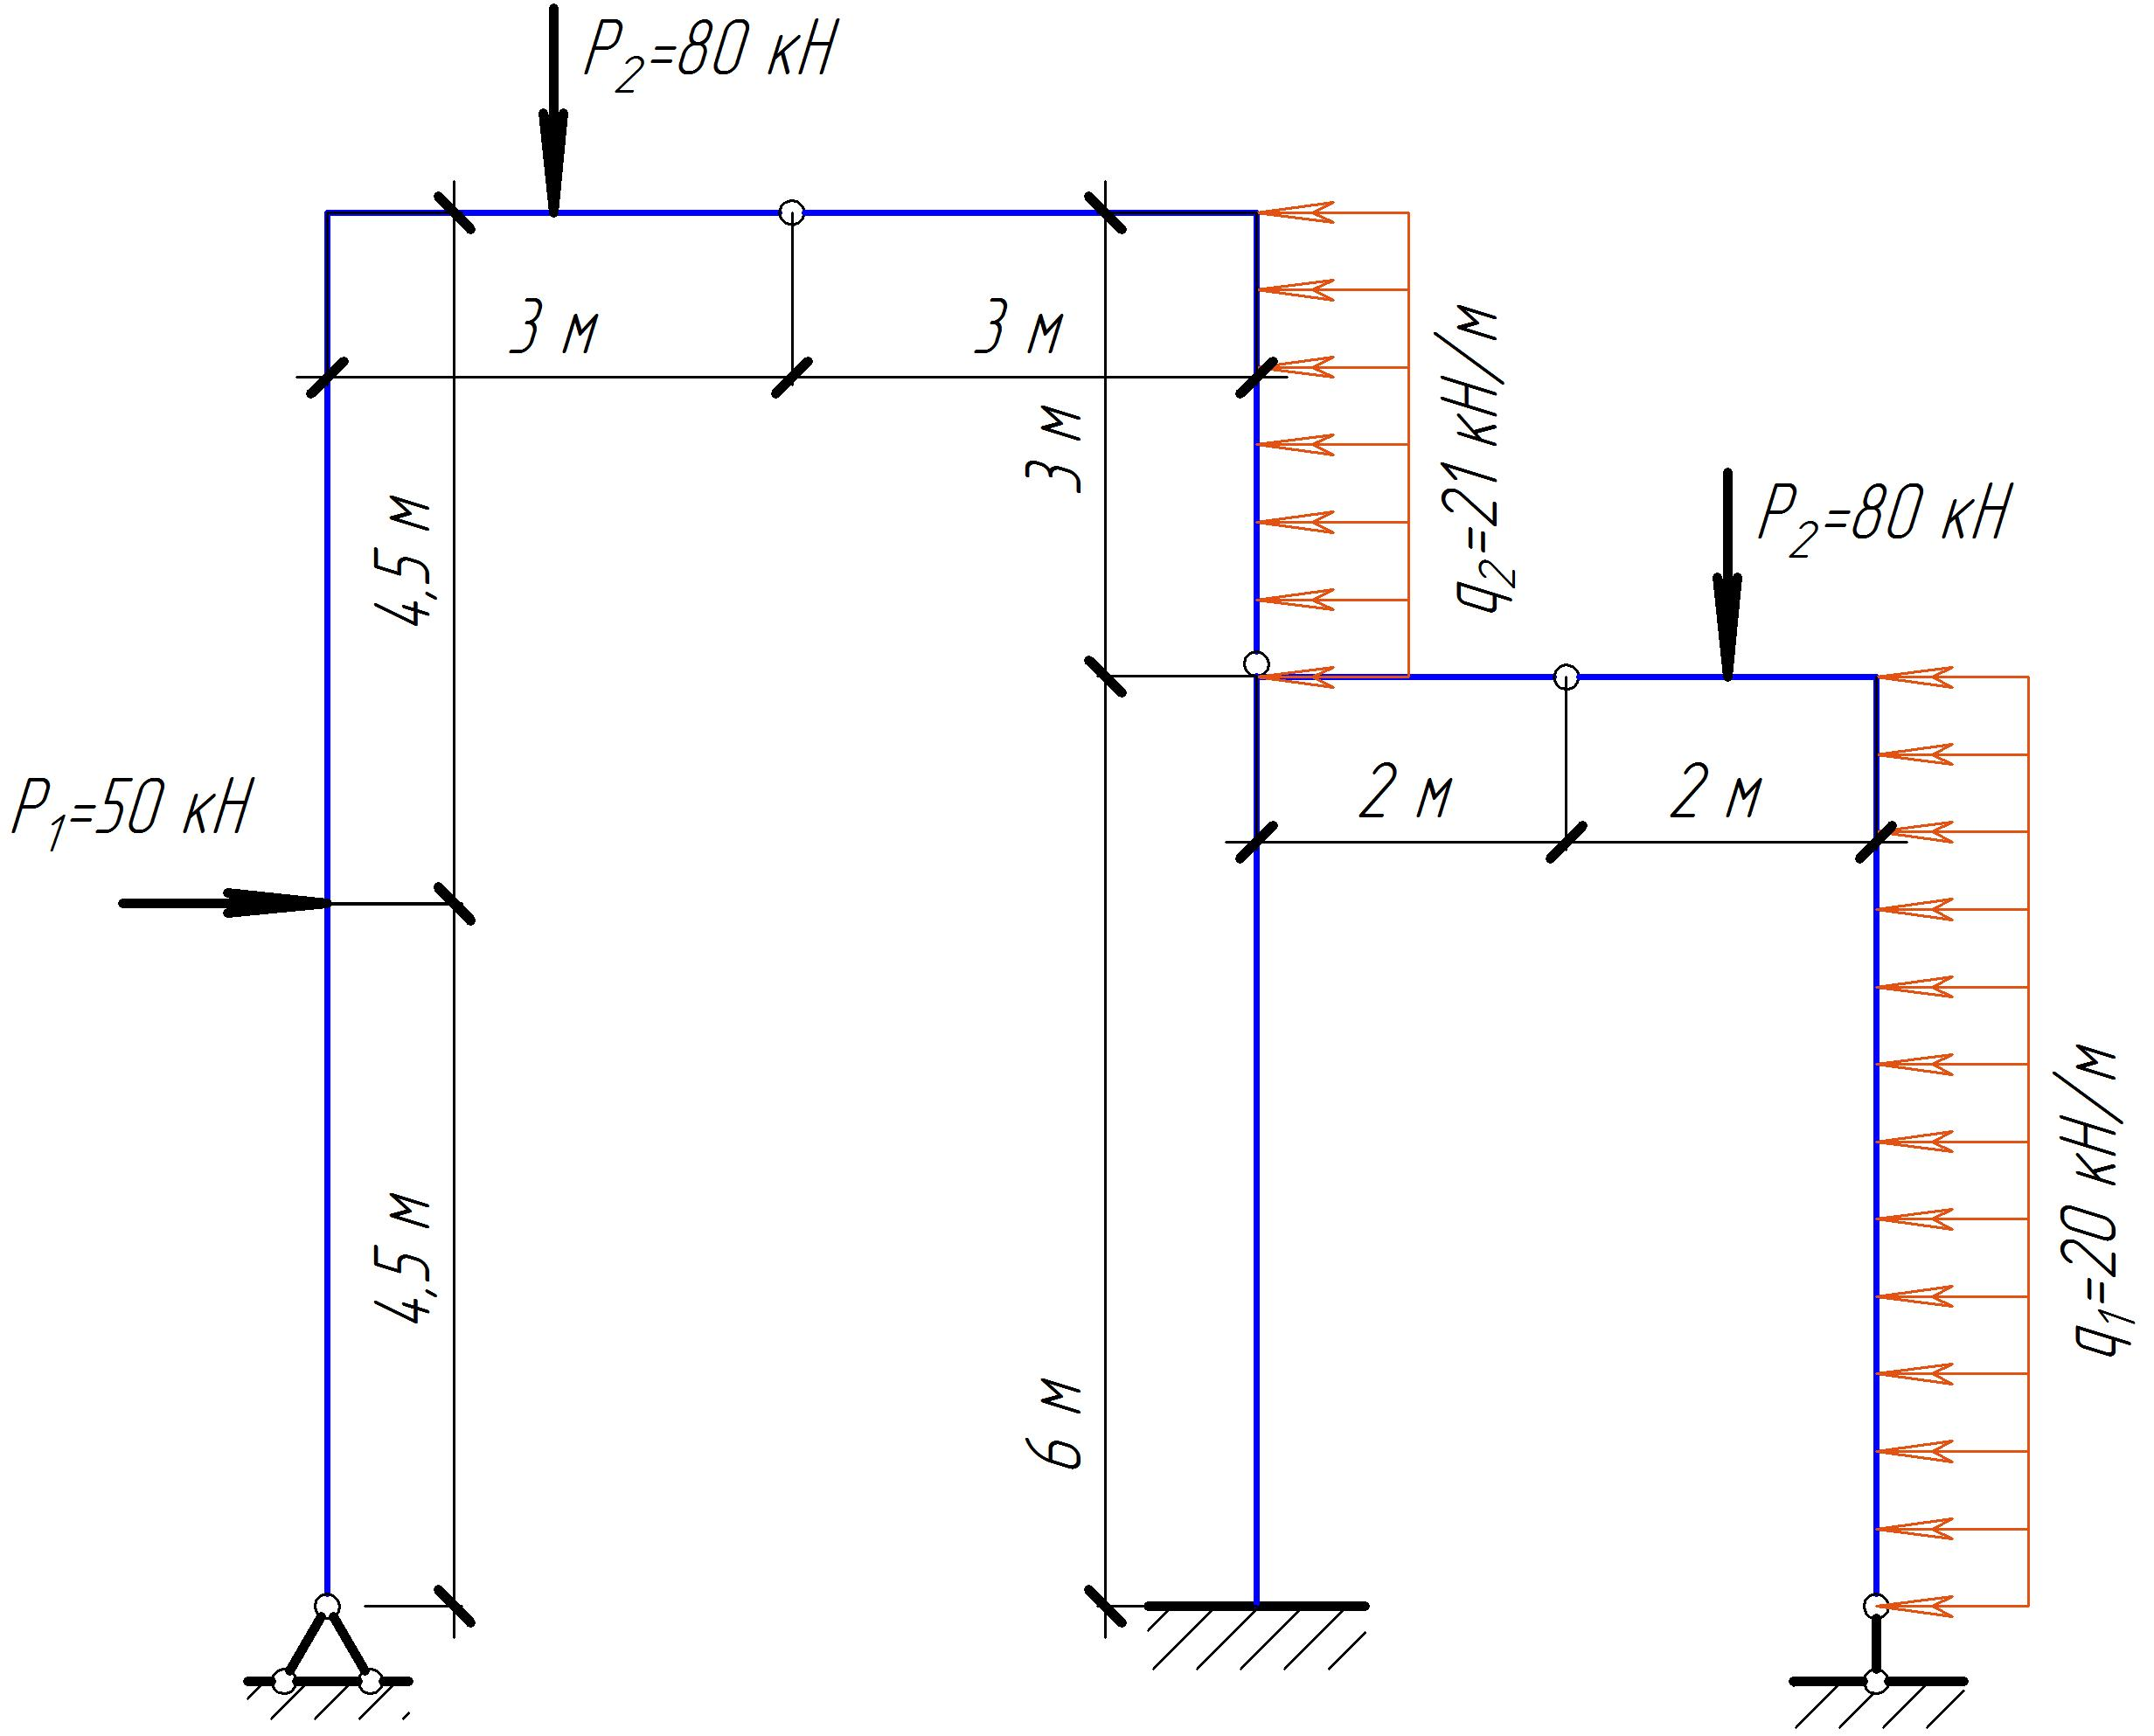 P₂=80 кН
3 м
3 м
4,5 м
3 м
q₂=21 кН/м
P₂=80 кН
P₁=50 кН
2 м
2 м
4,5 м
6 м
q₁=20 кН/м